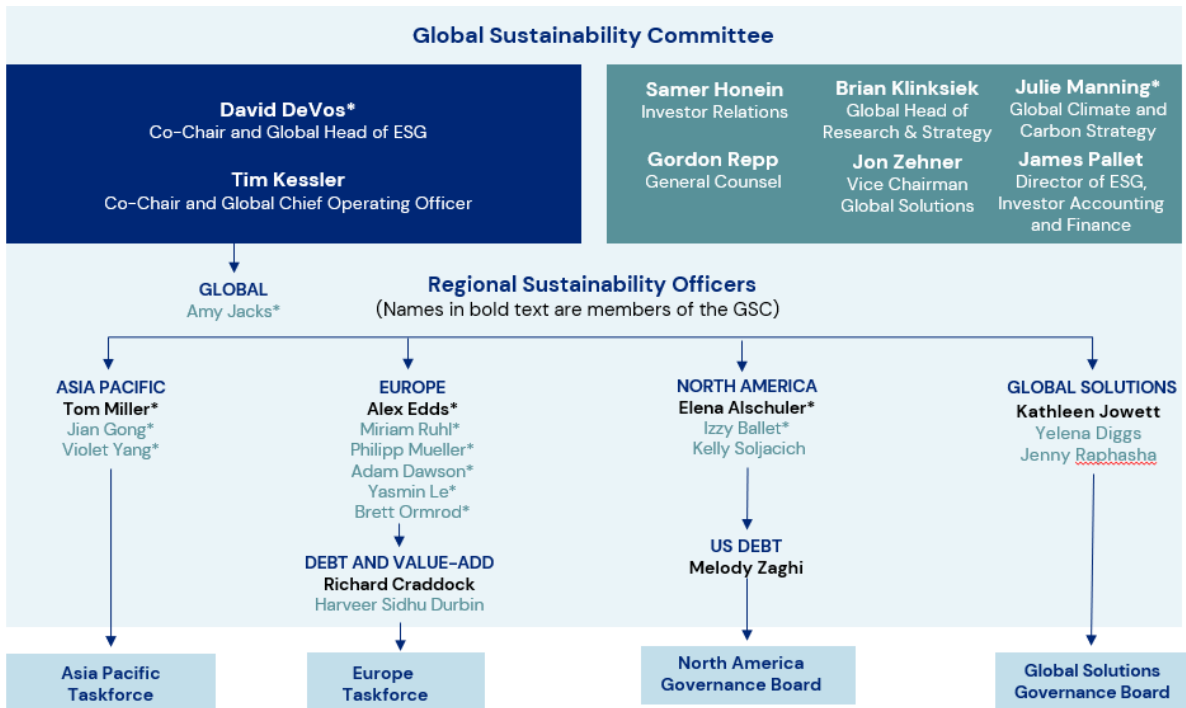 Global Sustainability Committee
David DeVos*
Co-Chair and Global Head of ESG
Tim Kessler
Co-Chair and Global Chief Operating Officer
Samer Honein
Investor Relations
Brian Klinksiek
Global Head of
Research & Strategy
Julie Manning*
Global Climate and
Carbon Strategy
Gordon Repp
General Counsel
Jon Zehner
Vice Chairman
Global Solutions
James Pallet
Director of ESG,
Investor Accounting
and Finance
GLOBAL
Amy Jacks*
Regional Sustainability Officers
(Names in bold text are members of the GSC)
ASIA PACIFIC
Tom Miller*
Jian Gong*
Violet Yang*
EUROPE
Alex Edds*
Miriam Ruhl*
Philipp Mueller*
Adam Dawson*
Yasmin Le*
Brett Ormrod*
DEBT AND VALUE-ADD
Richard Craddock
Harveer Sidhu Durbin
NORTH AMERICA
Elena Alschuler*
Izzy Ballet*
Kelly Soljacich
US DEBT
Melody Zaghi
GLOBAL SOLUTIONS
Kathleen Jowett
Yelena Diggs
Jenny Raphasha
Asia Pacific
Taskforce
Europe
Taskforce
North America
Governance Board
Global Solutions
Governance Board